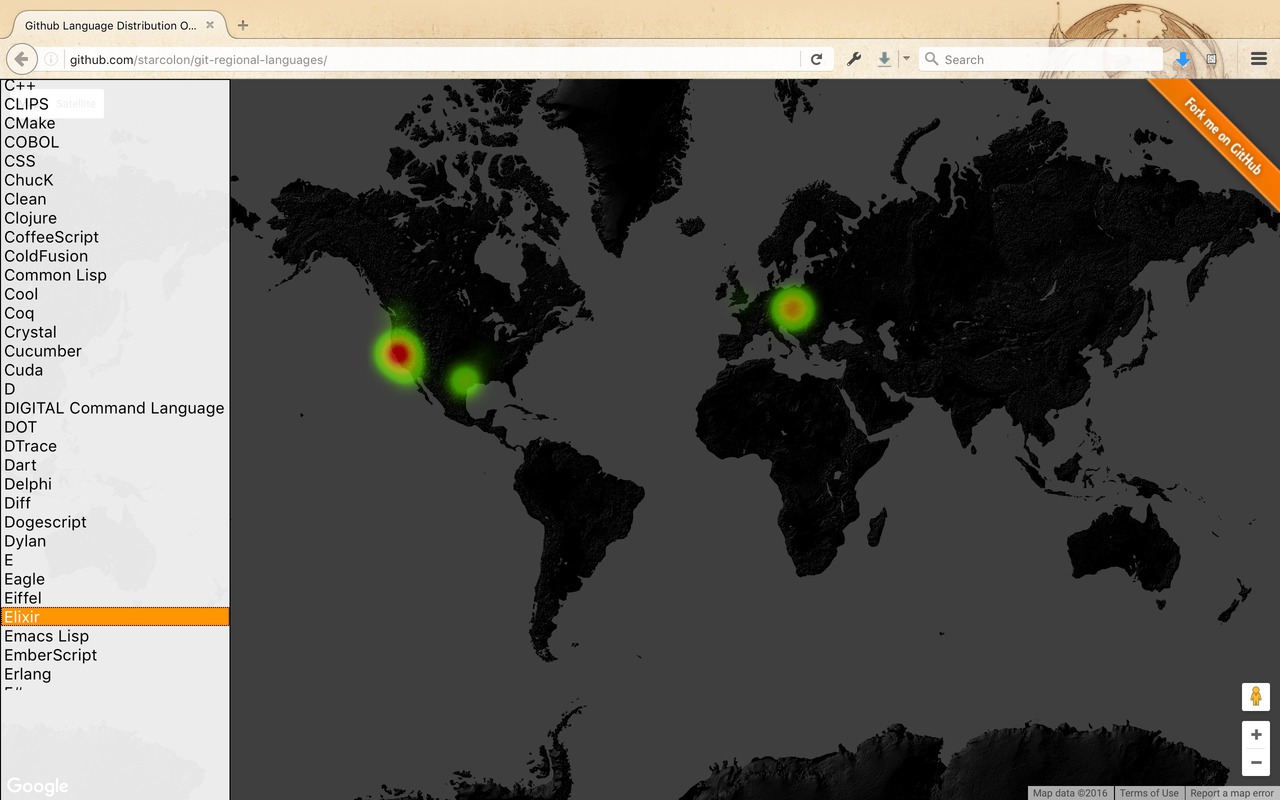 Github Language Distribution O...
github.com/starcolon/git-regional-languages/
Search
C++
Satellite
CLIPS
CMake
COBOL
CSS
ChucK
Clean
Clojure
CoffeeScript
ColdFusion
Common Lisp
Cool
Coq
Crystal
Cucumber
Cuda
D
DIGITAL Command Language
DOT
DTrace
Dart
Delphi
Diff
Dogescript
Dylan
E
Eagle
Eiffel
Elixir
Emacs Lisp
EmberScript
Erlang
Fork me on GitHub
Google
Map data ©2016
Terms of Use
Report a map error